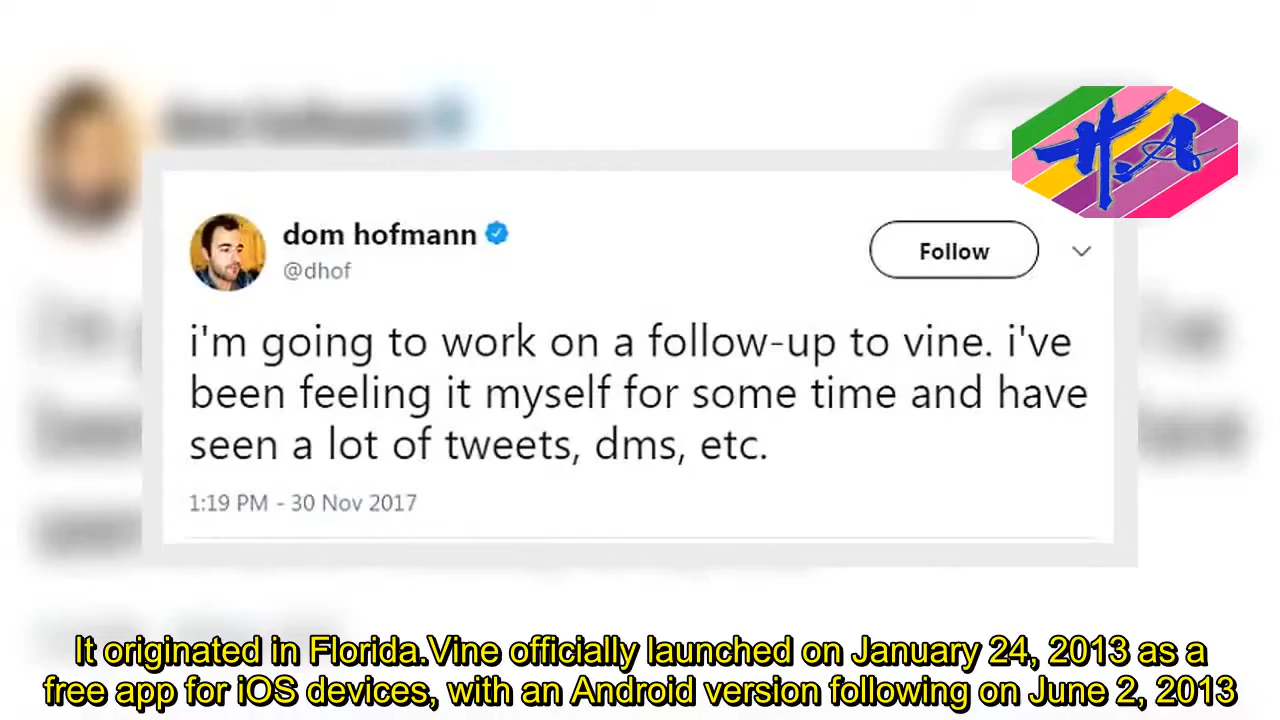 H.A
dom hofmann
@dhof
Follow
i'm going to work on a follow-up to vine. i've
been feeling it myself for some time and have
seen a lot of tweets, dms, etc.
1:19 PM - 30 Nov 2017
It originated in Florida.Vine officially launched on January 24, 2013 as a
free app for iOS devices, with an Android version following on June 2, 2013